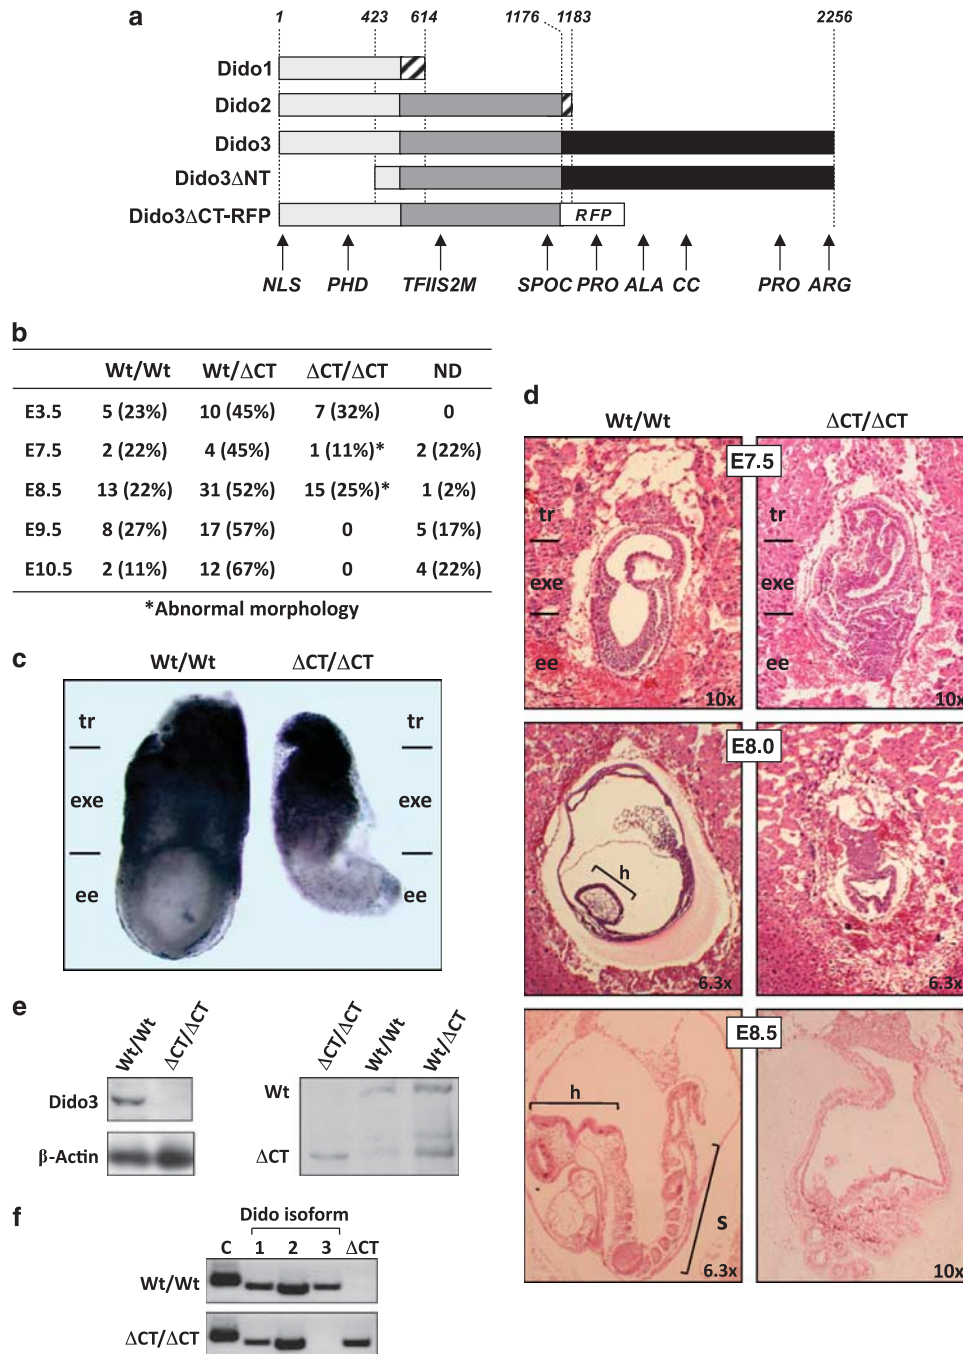 a
1 423 614 1176 1183 2256
Dido1
Dido2
Dido3
Dido3ΔNT
Dido3ΔCT-RFP RFP
NLS PHD TFIIS2M SPOC PRO ALA CC PRO ARG
b
Wt/Wt Wt/ΔCT ΔCT/ΔCT ND
E3.5 5 (23%) 10 (45%) 7 (32%) 0
E7.5 2 (22%) 4 (45%) 1 (11%)* 2 (22%)
E8.5 13 (22%) 31 (52%) 15 (25%)* 1 (2%)
E9.5 8 (27%) 17 (57%) 0 5 (17%)
E10.5 2 (11%) 12 (67%) 0 4 (22%)
*Abnormal morphology
c
Wt/Wt ΔCT/ΔCT
tr tr
exe exe
ee ee
d
Wt/Wt ΔCT/ΔCT
E7.5
tr tr
exe exe
ee ee
10x 10x
E8.0
h
6.3x 6.3x
E8.5
h
S
6.3x 10x
e
Wt/Wt ΔCT/ΔCT
Dido3
β-Actin
ΔCT/ΔCT Wt/Wt Wt/ΔCT
Wt
ΔCT
f
Dido isoform
C 1 2 3 ΔCT
Wt/Wt
ΔCT/ΔCT